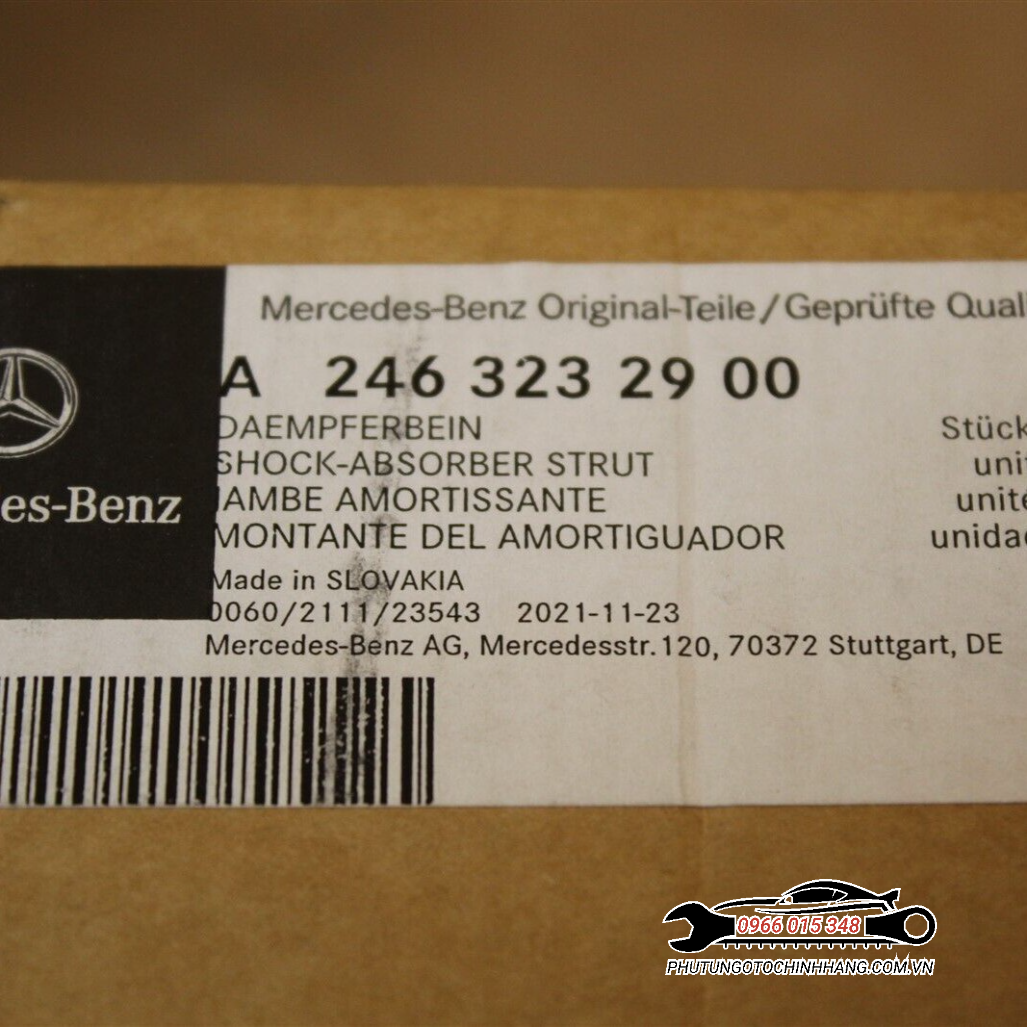 Mercedes-Benz Original-Teile/Geprüfte Qual
A 246 323 29 00
DAEMPFERBEIN
Stück
SHOCK-ABSORBER STRUT
unit
JAMBE AMORTISSANTE
unite
MONTANTE DEL AMORTIGUADOR
unidad
des-Benz
Made in SLOVAKIA
0060/2111/23543 2021-11-23
Mercedes-Benz AG, Mercedesstr.120, 70372 Stuttgart, DE
0966 015 348
PHUTUNGOTOCHINHHANG.COM.VN